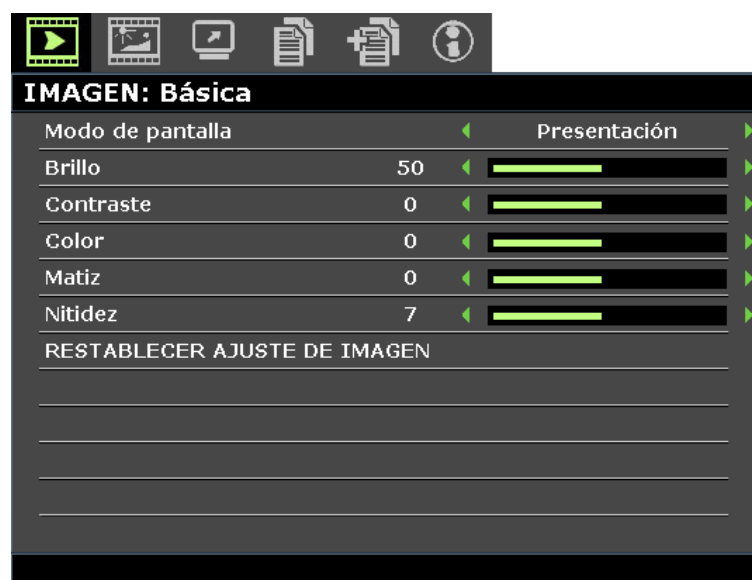 IMAGEN: Básica
Modo de pantalla Presentación
Brillo 50
Contraste 0
Color 0
Matiz 0
Nitidez 7
RESTABLECER AJUSTE DE IMAGEN